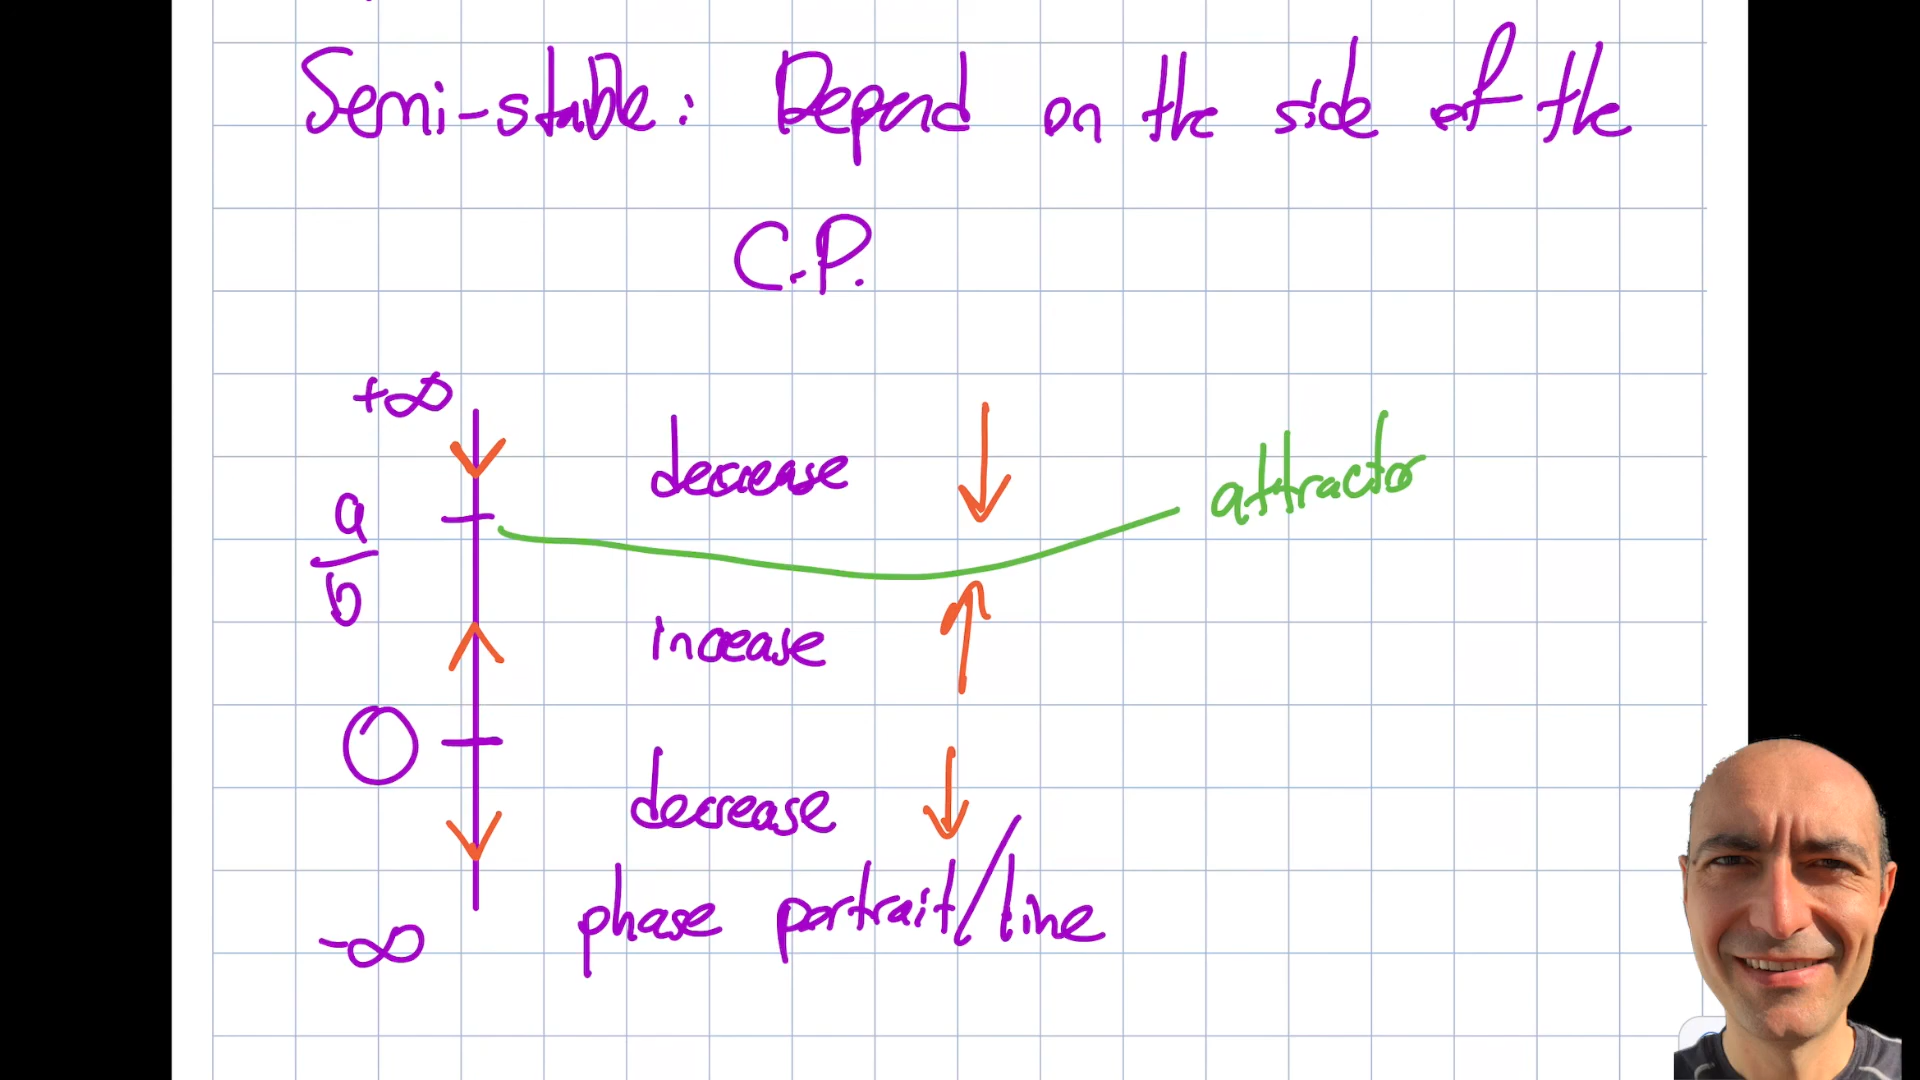 Semi-stable: Depend on the side of the
C.P.
+∞
decrease
attractor
a
b
increase
0
decrease
phase portrait/line
-∞